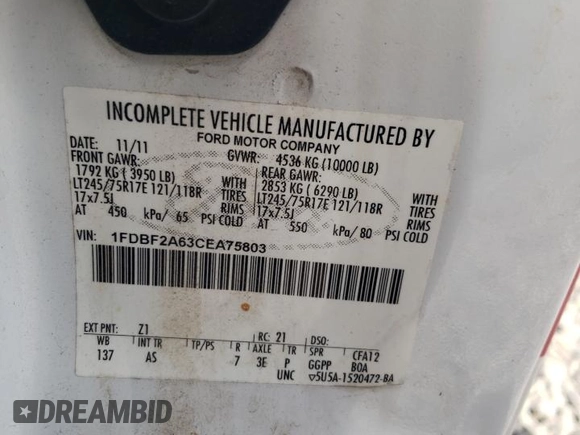 INCOMPLETE VEHICLE MANUFACTURED BY
FORD MOTOR COMPANY
DATE: 11/11 GVWR: 4536 KG (10000 LB)
FRONT GAWR: REAR GAWR:
1792 KG ( 3950 LB) WITH 2853 KG ( 6290 LB) WITH
LT245/75R17E 121/118R TIRES LT245/75R17E 121/118R TIRES
17x7.5J RIMS 17x7.5J RIMS
AT 450 kPa/ 65 PSI COLD AT 550 kPa/ 80 PSI COLD
VIN: 1FDBF2A63CEA75803
EXT PNT: Z1 RC: 21 DSO:
WB INT TR TP/PS R AXLE TR SPR CFA12
137 AS 7 3E P GGPP BOA
UNC ▽5U5A-1520472-BA
DREAMBID